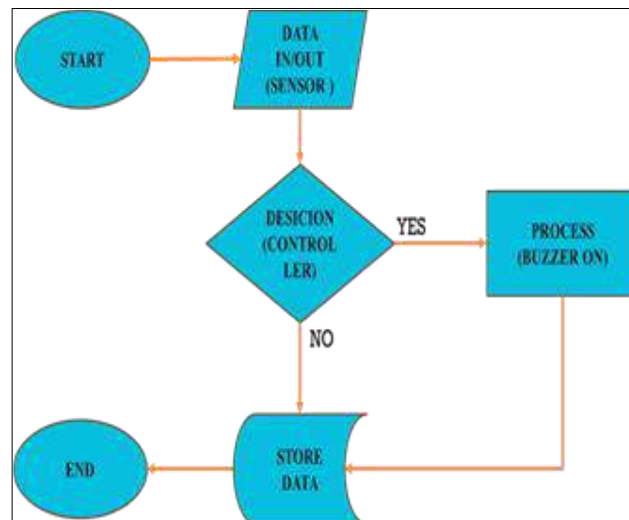 START
DATA
IN/OUT
(SENSOR )
DESICION
(CONTROL
LER)
YES
PROCESS
(BUZZER ON)
NO
STORE
DATA
END